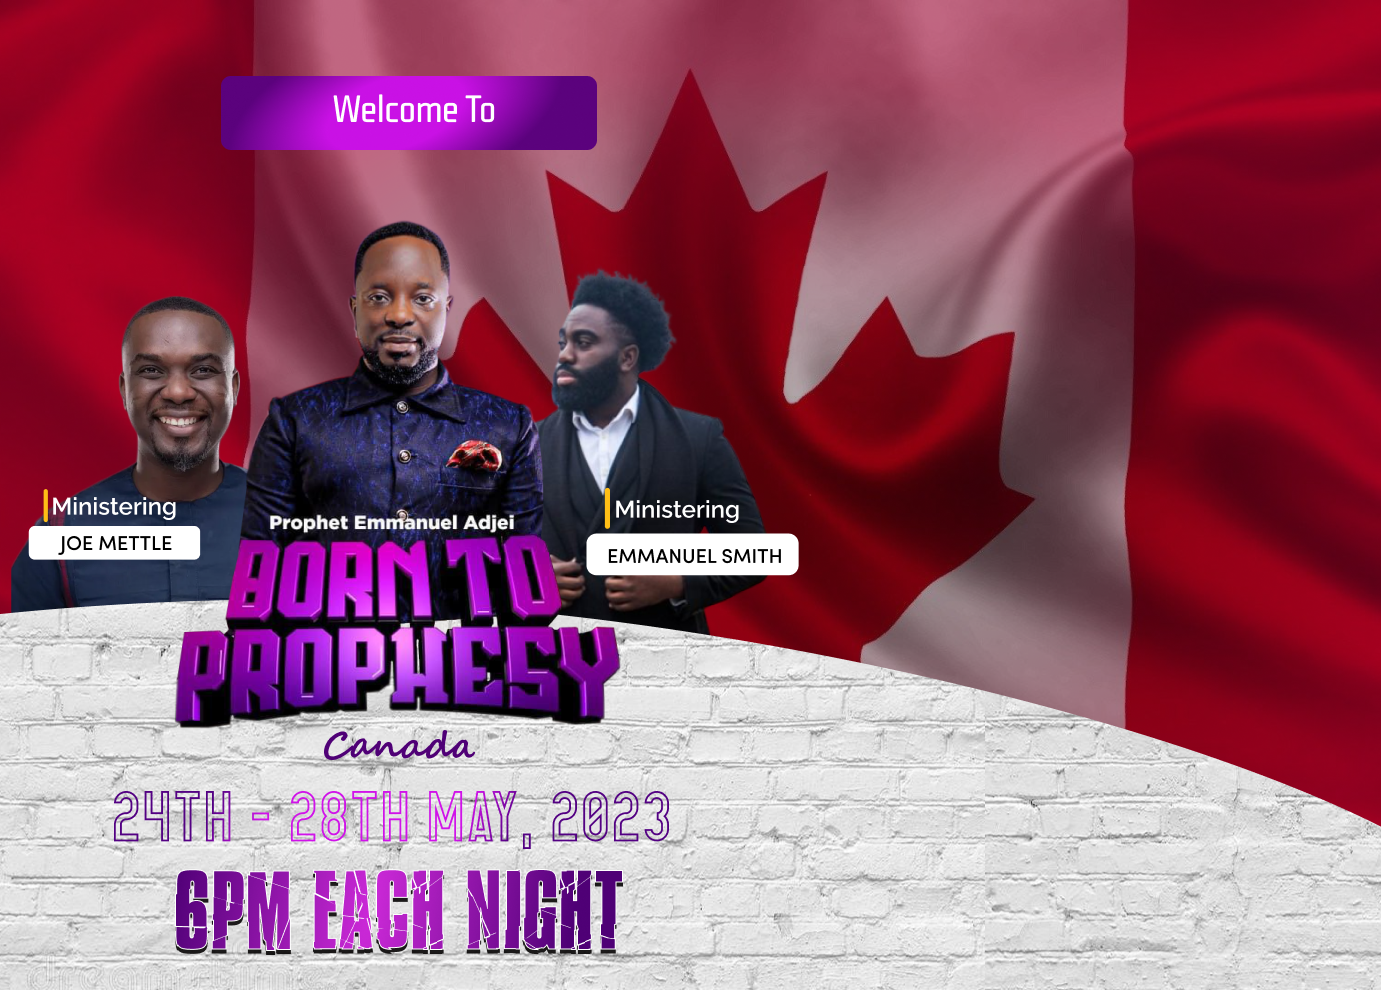 Welcome To
Ministering
JOE METTLE
Prophet Emmanuel Adjei
Ministering
EMMANUEL SMITH
BORN TO
PROPHESY
Canada
24TH - 28TH MAY, 2023
6PM EACH NIGHT